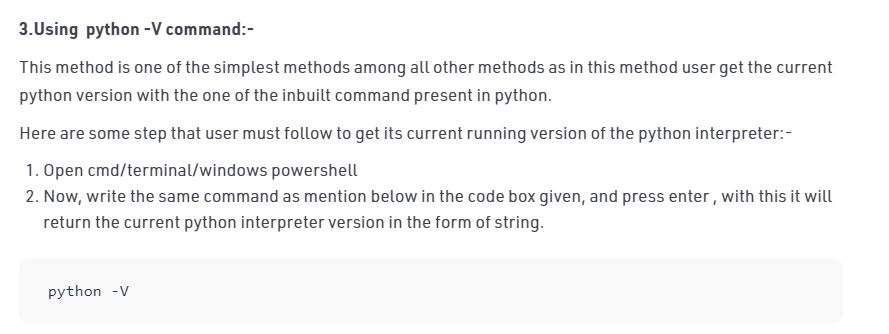 3.Using  python -V command:-
This method is one of the simplest methods among all other methods as in this method user get the current
python version with the one of the inbuilt command present in python.
Here are some step that user must follow to get its current running version of the python interpreter:-
1. Open cmd/terminal/windows powershell
2. Now, write the same command as mention below in the code box given, and press enter , with this it will
return the current python interpreter version in the form of string.
python -V